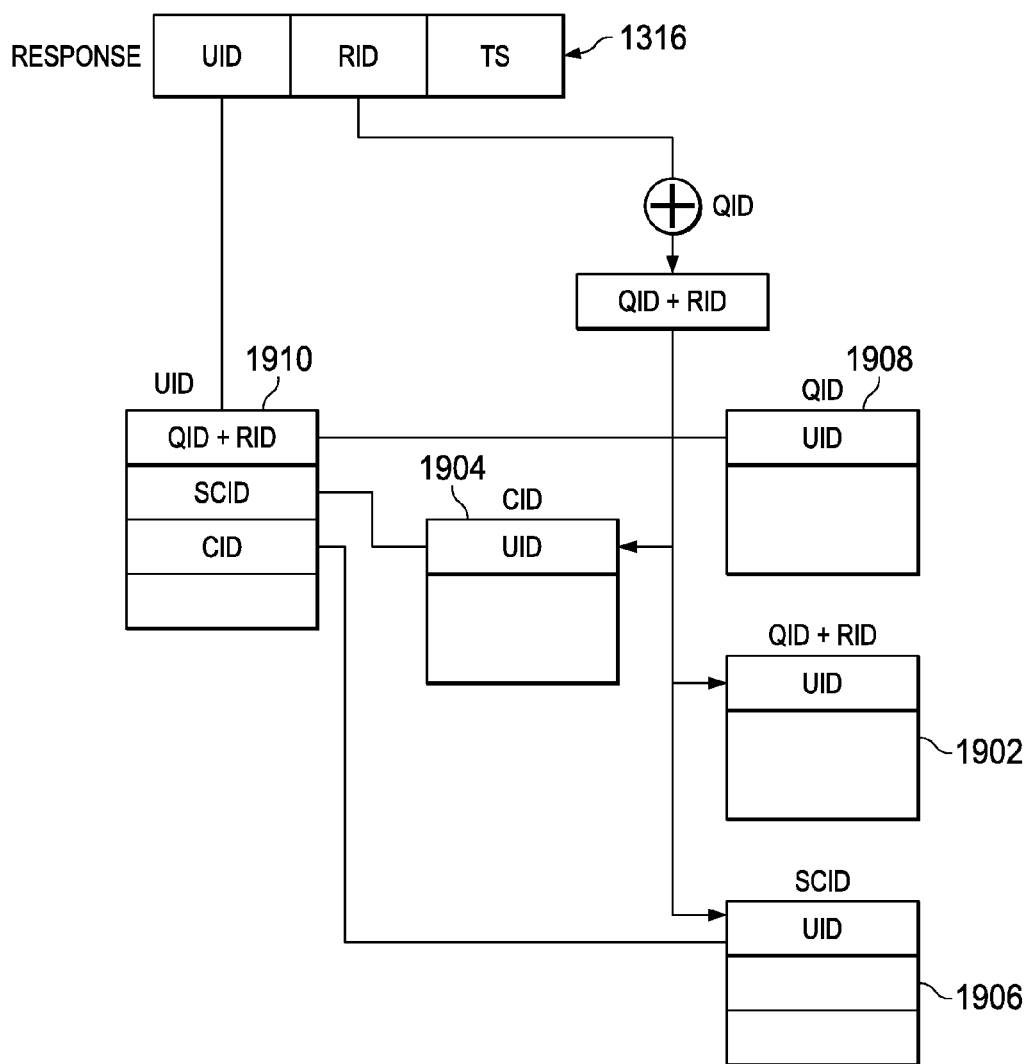 1316
RESPONSE UID RID TS
QID
QID + RID
1910
1908
UID
QID
QID + RID
UID
1904
SCID
CID
CID
UID
QID + RID
UID
1902
SCID
UID
1906